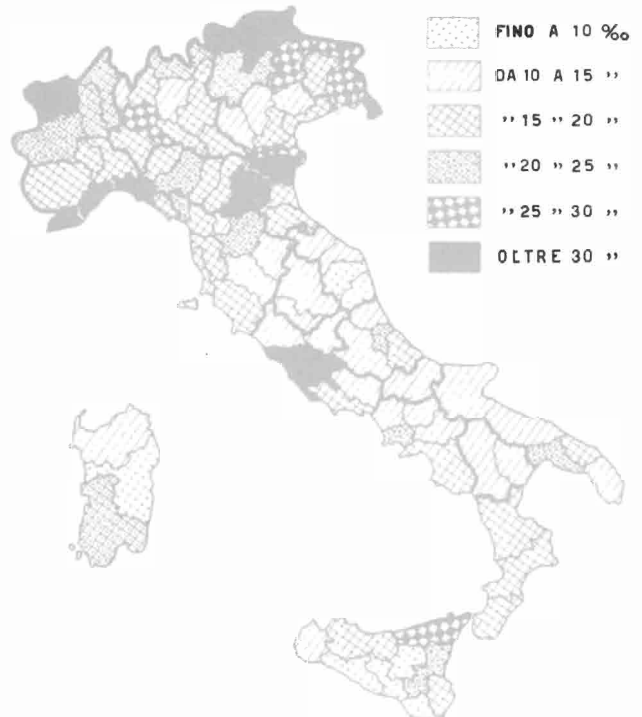 FINO A 10 ‰
DA 10 A 15 ”
” 15 ” 20 ”
” 20 ” 25 ”
” 25 ” 30 ”
OLTRE 30 ”